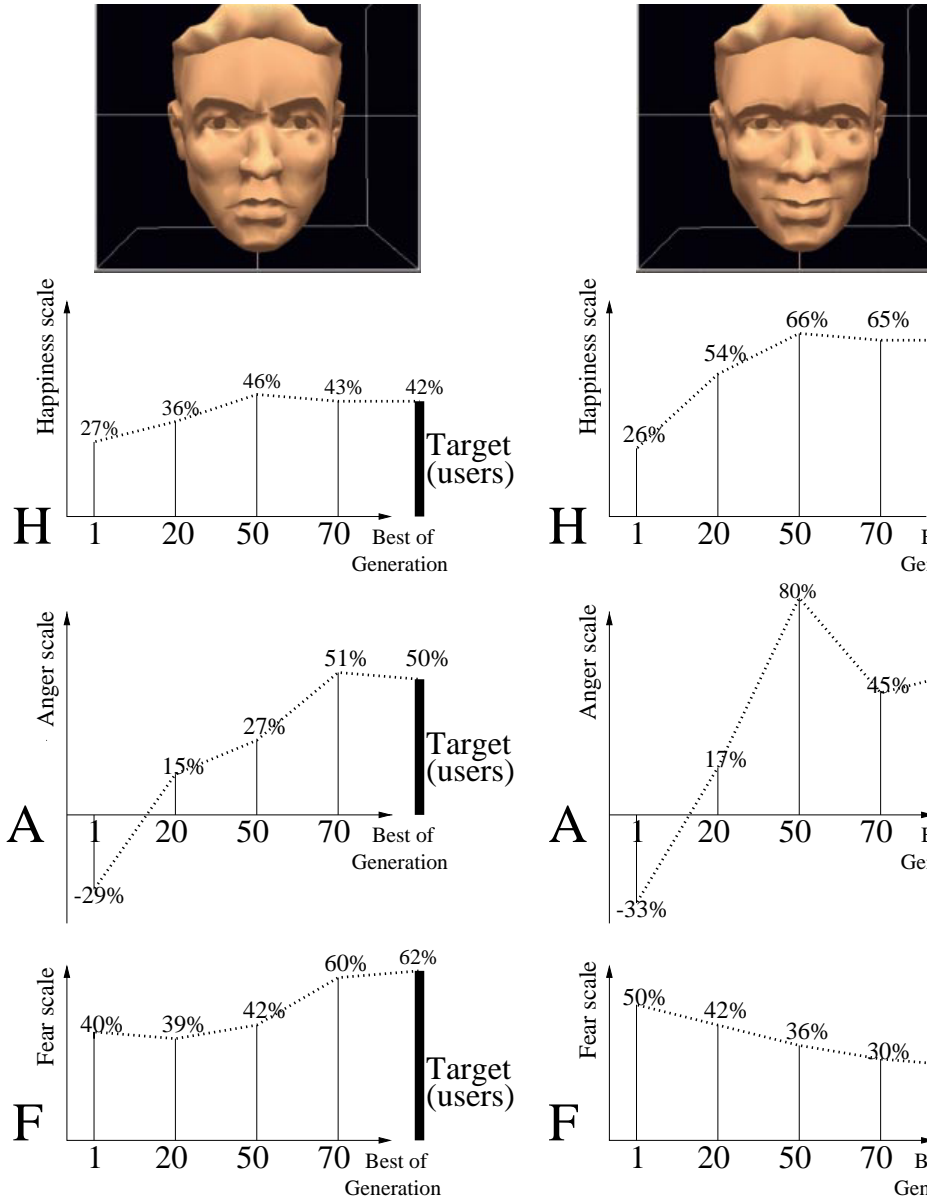 Happiness scale
27%
36%
46%
43%
42%
Target
(users)
H
1 20 50 70 Best of
Generation
Happiness scale
26%
54%
66%
65%
H
1 20 50 70
Anger scale
-29%
15%
27%
51%
50%
Target
(users)
A
1 20 50 70 Best of
Generation
Anger scale
-33%
17%
80%
45%
A
1 20 50 70
Fear scale
40%
39%
42%
60%
62%
Target
(users)
F
1 20 50 70 Best of
Generation
Fear scale
50%
42%
36%
30%
F
1 20 50 70